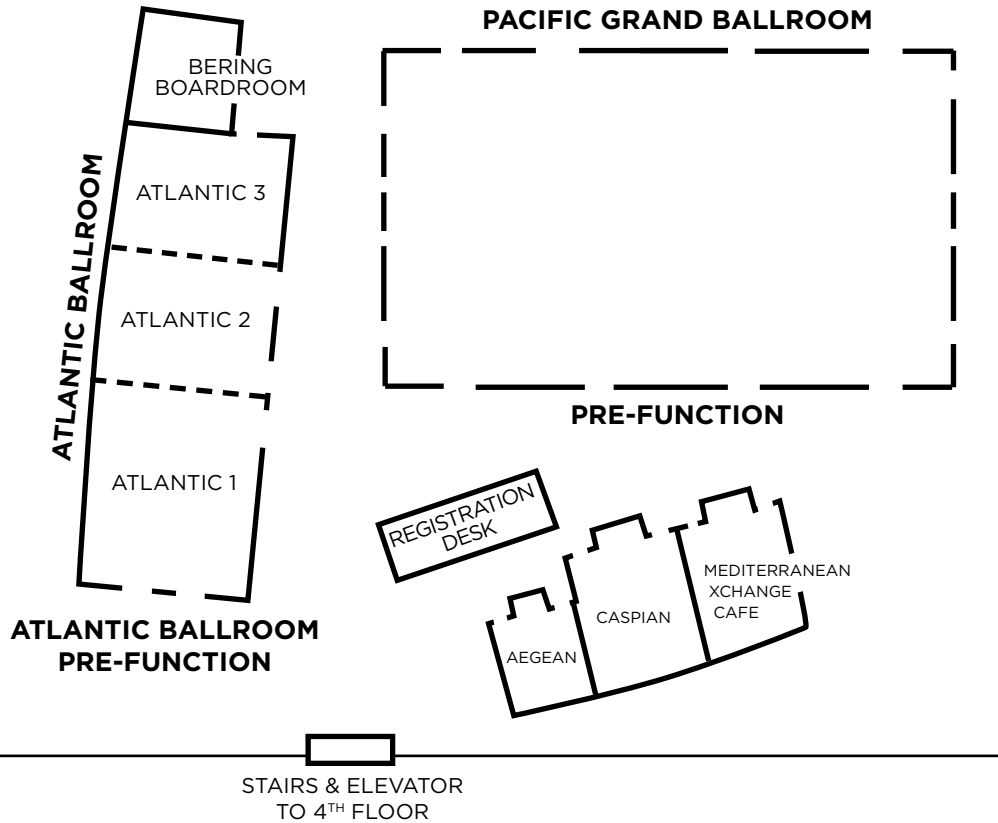 PACIFIC GRAND BALLROOM
BERING
BOARDROOM
ATLANTIC 3
ATLANTIC BALLROOM
ATLANTIC 2
ATLANTIC 1
PRE-FUNCTION
REGISTRATION
DESK
MEDITERRANEAN
XCHANGE
CAFE
CASPIAN
AEGEAN
ATLANTIC BALLROOM
PRE-FUNCTION
STAIRS & ELEVATOR
TO 4TH FLOOR